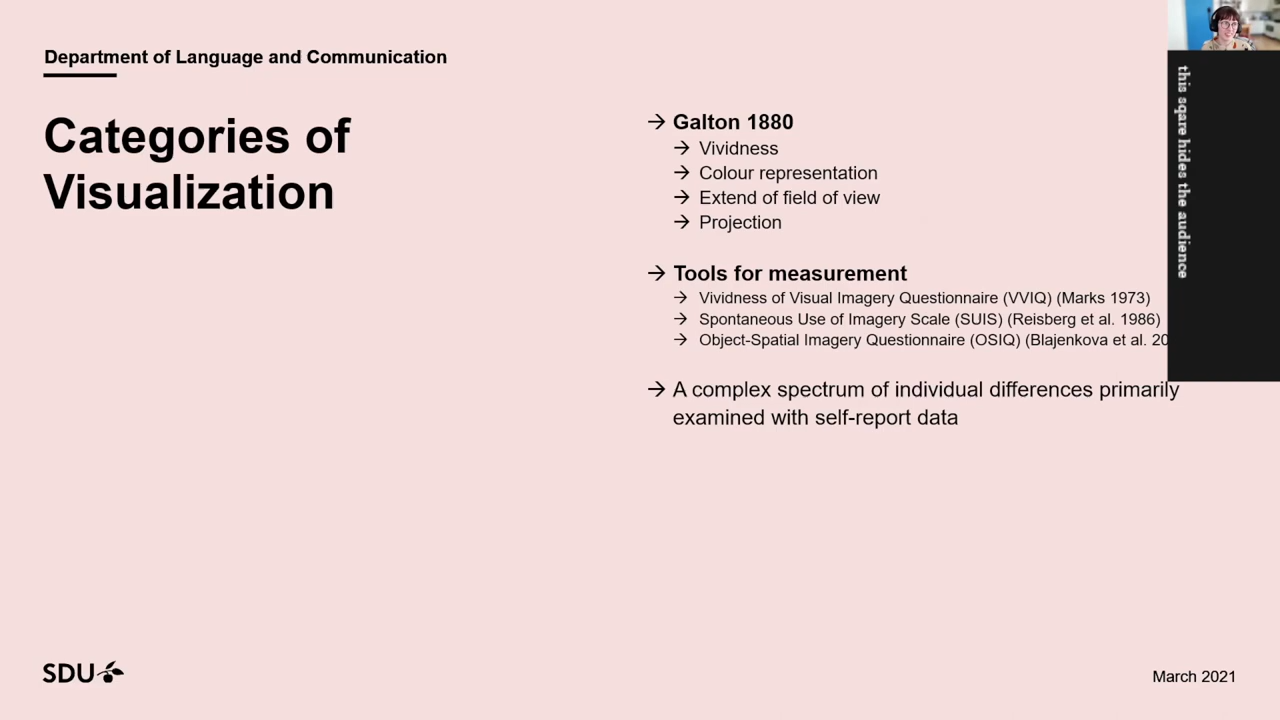 Department of Language and Communication
Categories of
Visualization
→ Galton 1880
→ Vividness
→ Colour representation
→ Extend of field of view
→ Projection
→ Tools for measurement
→ Vividness of Visual Imagery Questionnaire (VVIQ) (Marks 1973)
→ Spontaneous Use of Imagery Scale (SUIS) (Reisberg et al. 1986)
→ Object-Spatial Imagery Questionnaire (OSIQ) (Blajenkova et al. 20
→ A complex spectrum of individual differences primarily
examined with self-report data
this sqare hides the audience
SDU
March 2021